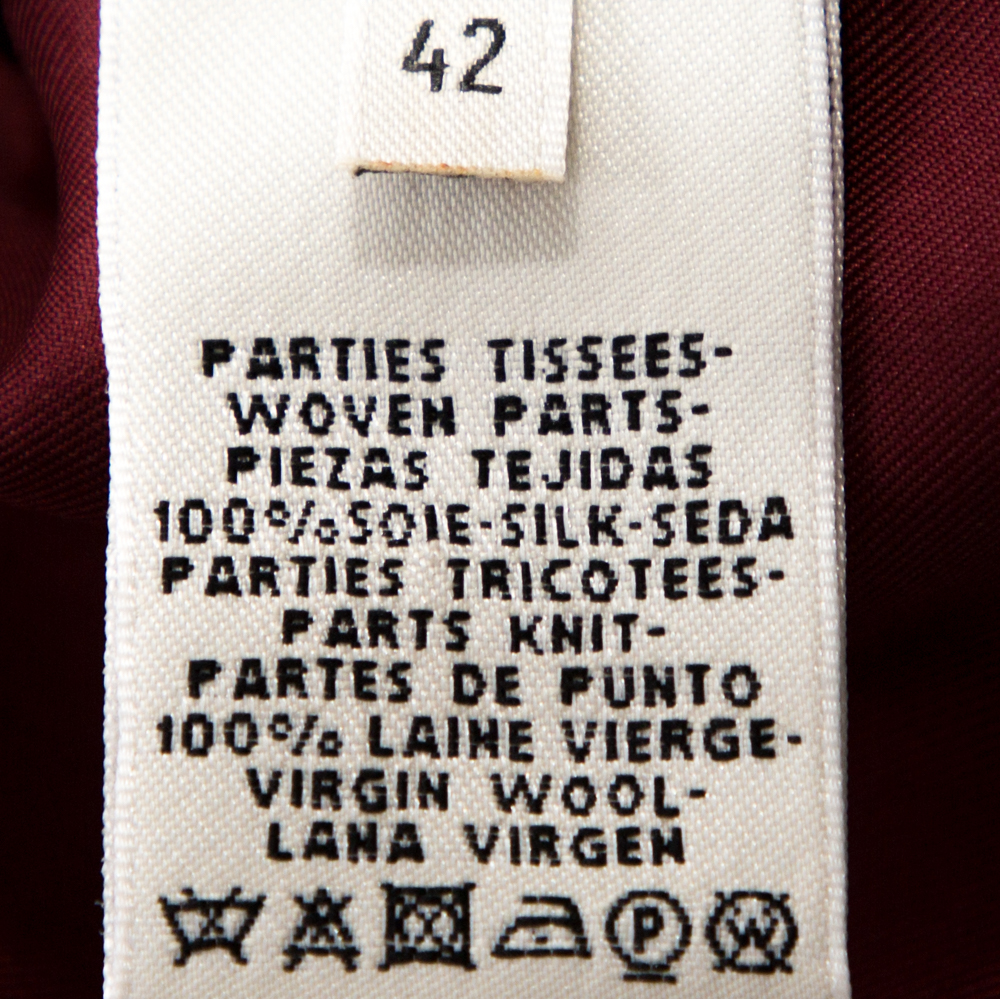 42
PARTIES TISSEES-
WOVEN PARTS-
PIEZAS TEJIDAS
100%SOIE-SILK-SEDA
PARTIES TRICOTEES-
PARTS KNIT-
PARTES DE PUNTO
100% LAINE VIERGE-
VIRGIN WOOL-
LANA VIRGEN
P W